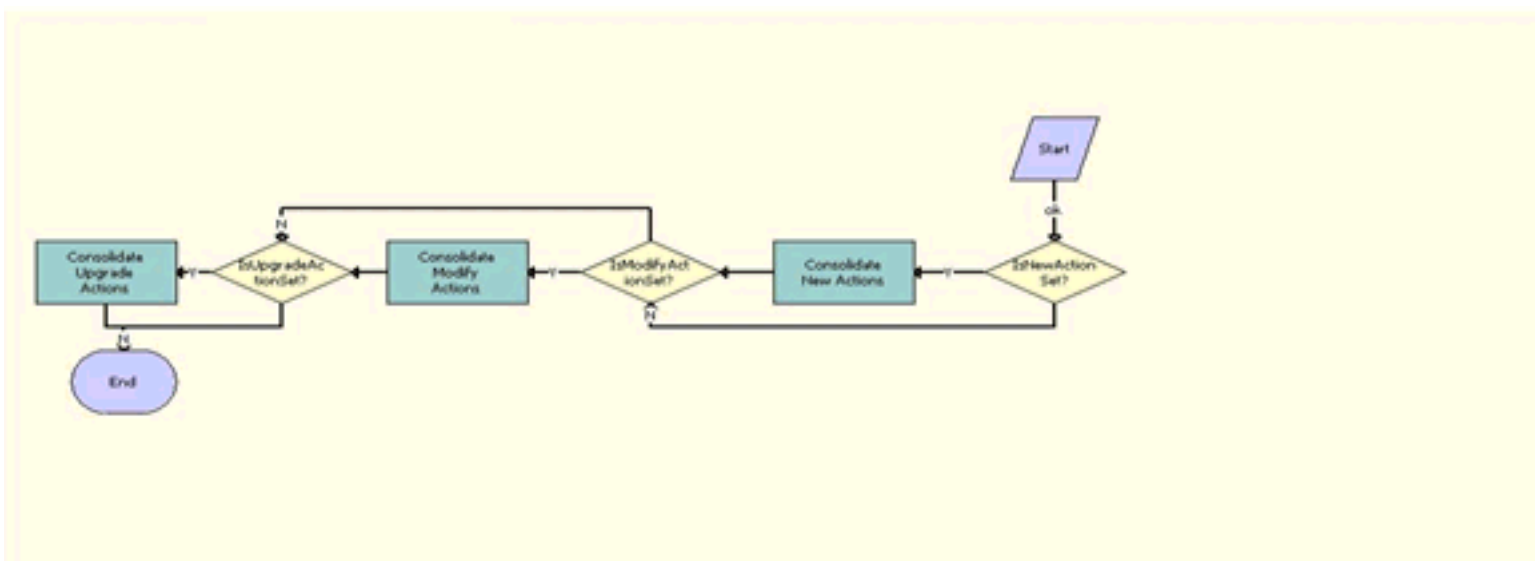 Start
ok
N
Consolidate
Upgrade
Actions
Y
IsUpgradeAc
tionSet?
Consolidate
Modify
Actions
Y
IsModifyAct
ionSet?
Consolidate
New Actions
Y
IsNewAction
Set?
N
N
End